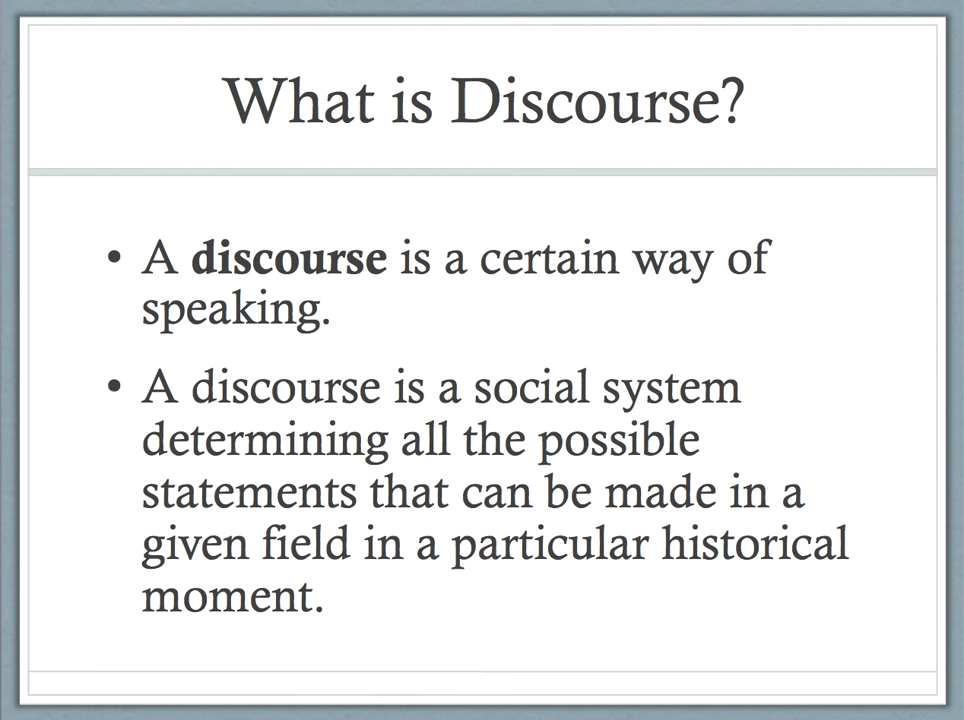 What is Discourse?
• A discourse is a certain way of
speaking.
• A discourse is a social system
determining all the possible
statements that can be made in a
given field in a particular historical
moment.